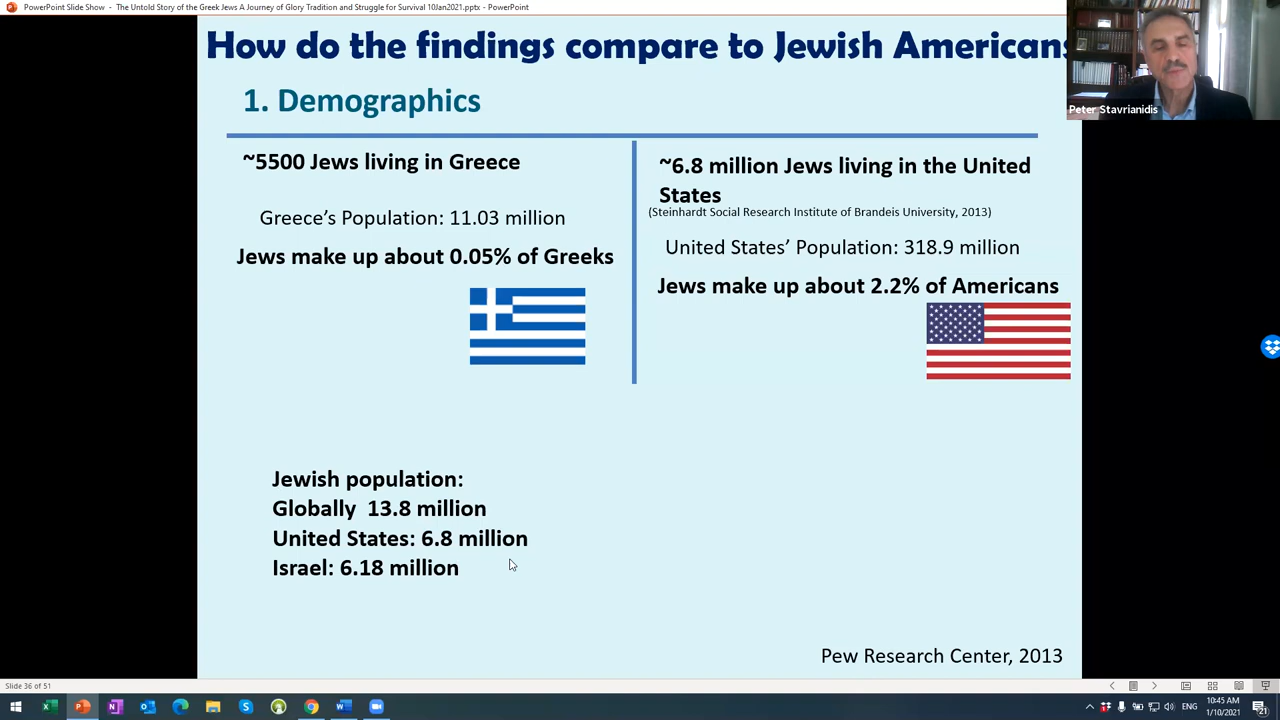 PowerPoint Slide Show - The Untold Story of the Greek Jews A Journey of Glory Tradition and Struggle for Survival 10Jan2021.pptx - PowerPoint
How do the findings compare to Jewish Americans
Peter Stavrianidis
1. Demographics
~5500 Jews living in Greece
Greece’s Population: 11.03 million
Jews make up about 0.05% of Greeks
~6.8 million Jews living in the United
States
(Steinhardt Social Research Institute of Brandeis University, 2013)
United States’ Population: 318.9 million
Jews make up about 2.2% of Americans
Jewish population:
Globally 13.8 million
United States: 6.8 million
Israel: 6.18 million
Pew Research Center, 2013
Slide 36 of 51
ENG
10:45 AM
1/10/2021
21